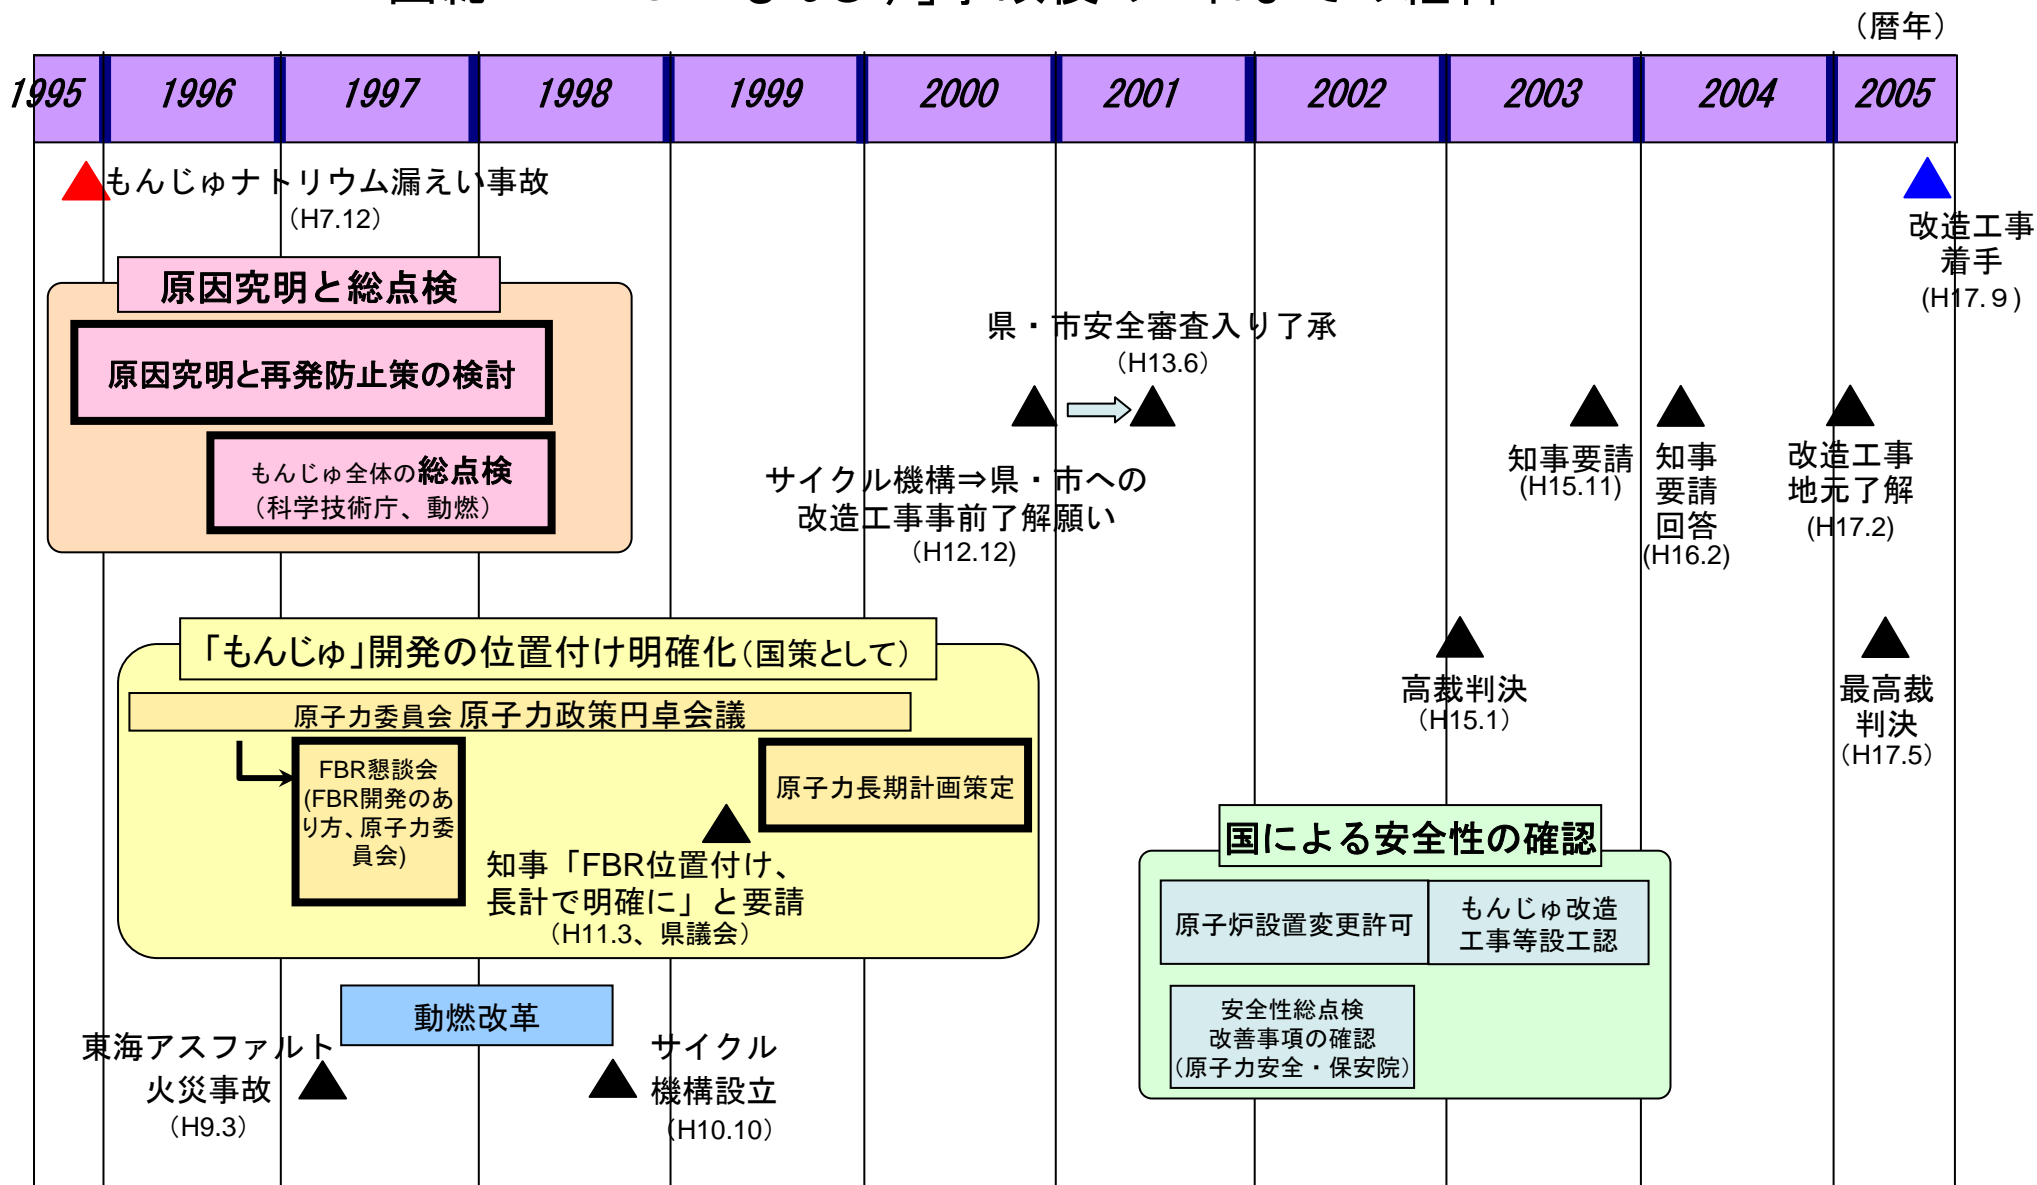 （暦年）
1995 1996 1997 1998 1999 2000 2001 2002 2003 2004 2005
もんじゅナトリウム漏えい事故
（H7.12）
改造工事
着手
(H17.９)
原因究明と総点検
原因究明と再発防止策の検討
もんじゅ全体の総点検
（科学技術庁、動燃）
県・市安全審査入り了承
（H13.6）
サイクル機構⇒県・市への
改造工事事前了解願い
（H12.12)
知事要請
(H15.11)
知事
要請
回答
(H16.2)
改造工事
地元了解
(H17.2)
高裁判決
（H15.1）
最高裁
判決
（H17.5）
「もんじゅ」開発の位置付け明確化（国策として）
原子力委員会 原子力政策円卓会議
FBR懇談会
(FBR開発のあ
り方、原子力委
員会)
原子力長期計画策定
知事「FBR位置付け、
長計で明確に」と要請
（H11.3、県議会）
国による安全性の確認
原子炉設置変更許可
もんじゅ改造
工事等設工認
安全性総点検
改善事項の確認
（原子力安全・保安院）
動燃改革
東海アスファルト
火災事故
（H9.3）
サイクル
機構設立
（H10.10）